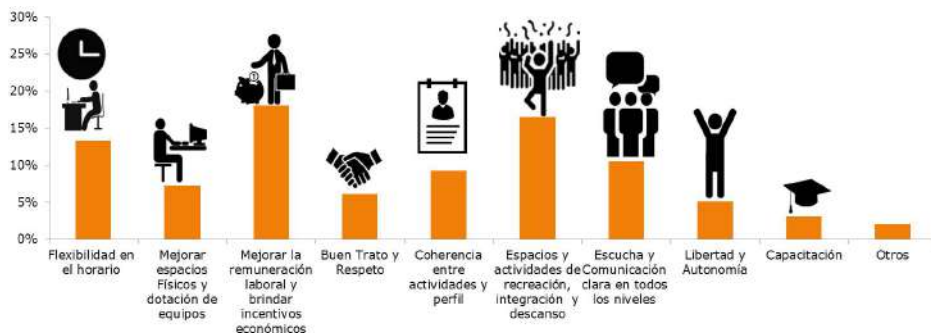 30%
25%
20%
15%
10%
5%
0%
Flexibilidad en
el horario
Mejorar
espacios
Físicos y
dotación de
equipos
Mejorar la
remuneración
laboral y
brindar
incentivos
económicos
Buen Trato y
Respeto
Coherencia
entre
actividades y
perfil
Espacios y
actividades de
recreación,
integración y
descanso
Escucha y
Comunicación
clara en todos
los niveles
Libertad y
Autonomía
Capacitación
Otros